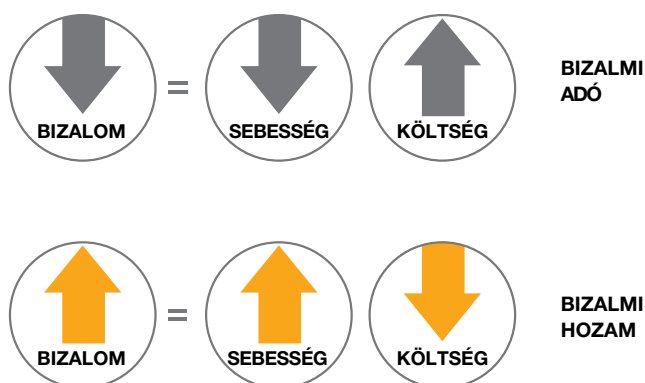 BIZALOM = SEBESSÉG KÖLTSÉG
BIZALMI
ADÓ
BIZALOM = SEBESSÉG KÖLTSÉG
BIZALMI
HOZAM